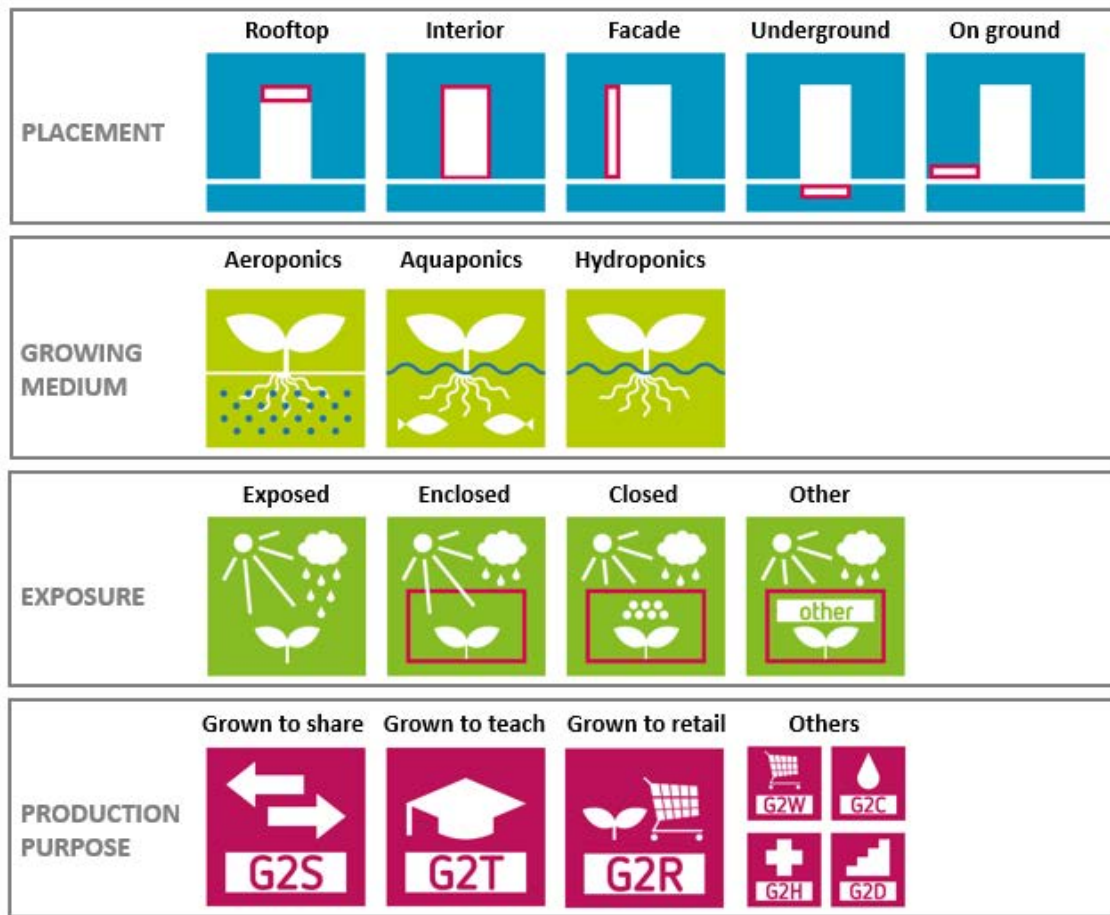 Rooftop Interior Facade Underground On ground
PLACEMENT
Aeroponics Aquaponics Hydroponics
GROWING
MEDIUM
Exposed Enclosed Closed Other
other
EXPOSURE
Grown to share Grown to teach Grown to retail Others
G2W G2C
PRODUCTION
PURPOSE
G2S G2T G2R
G2H G2D